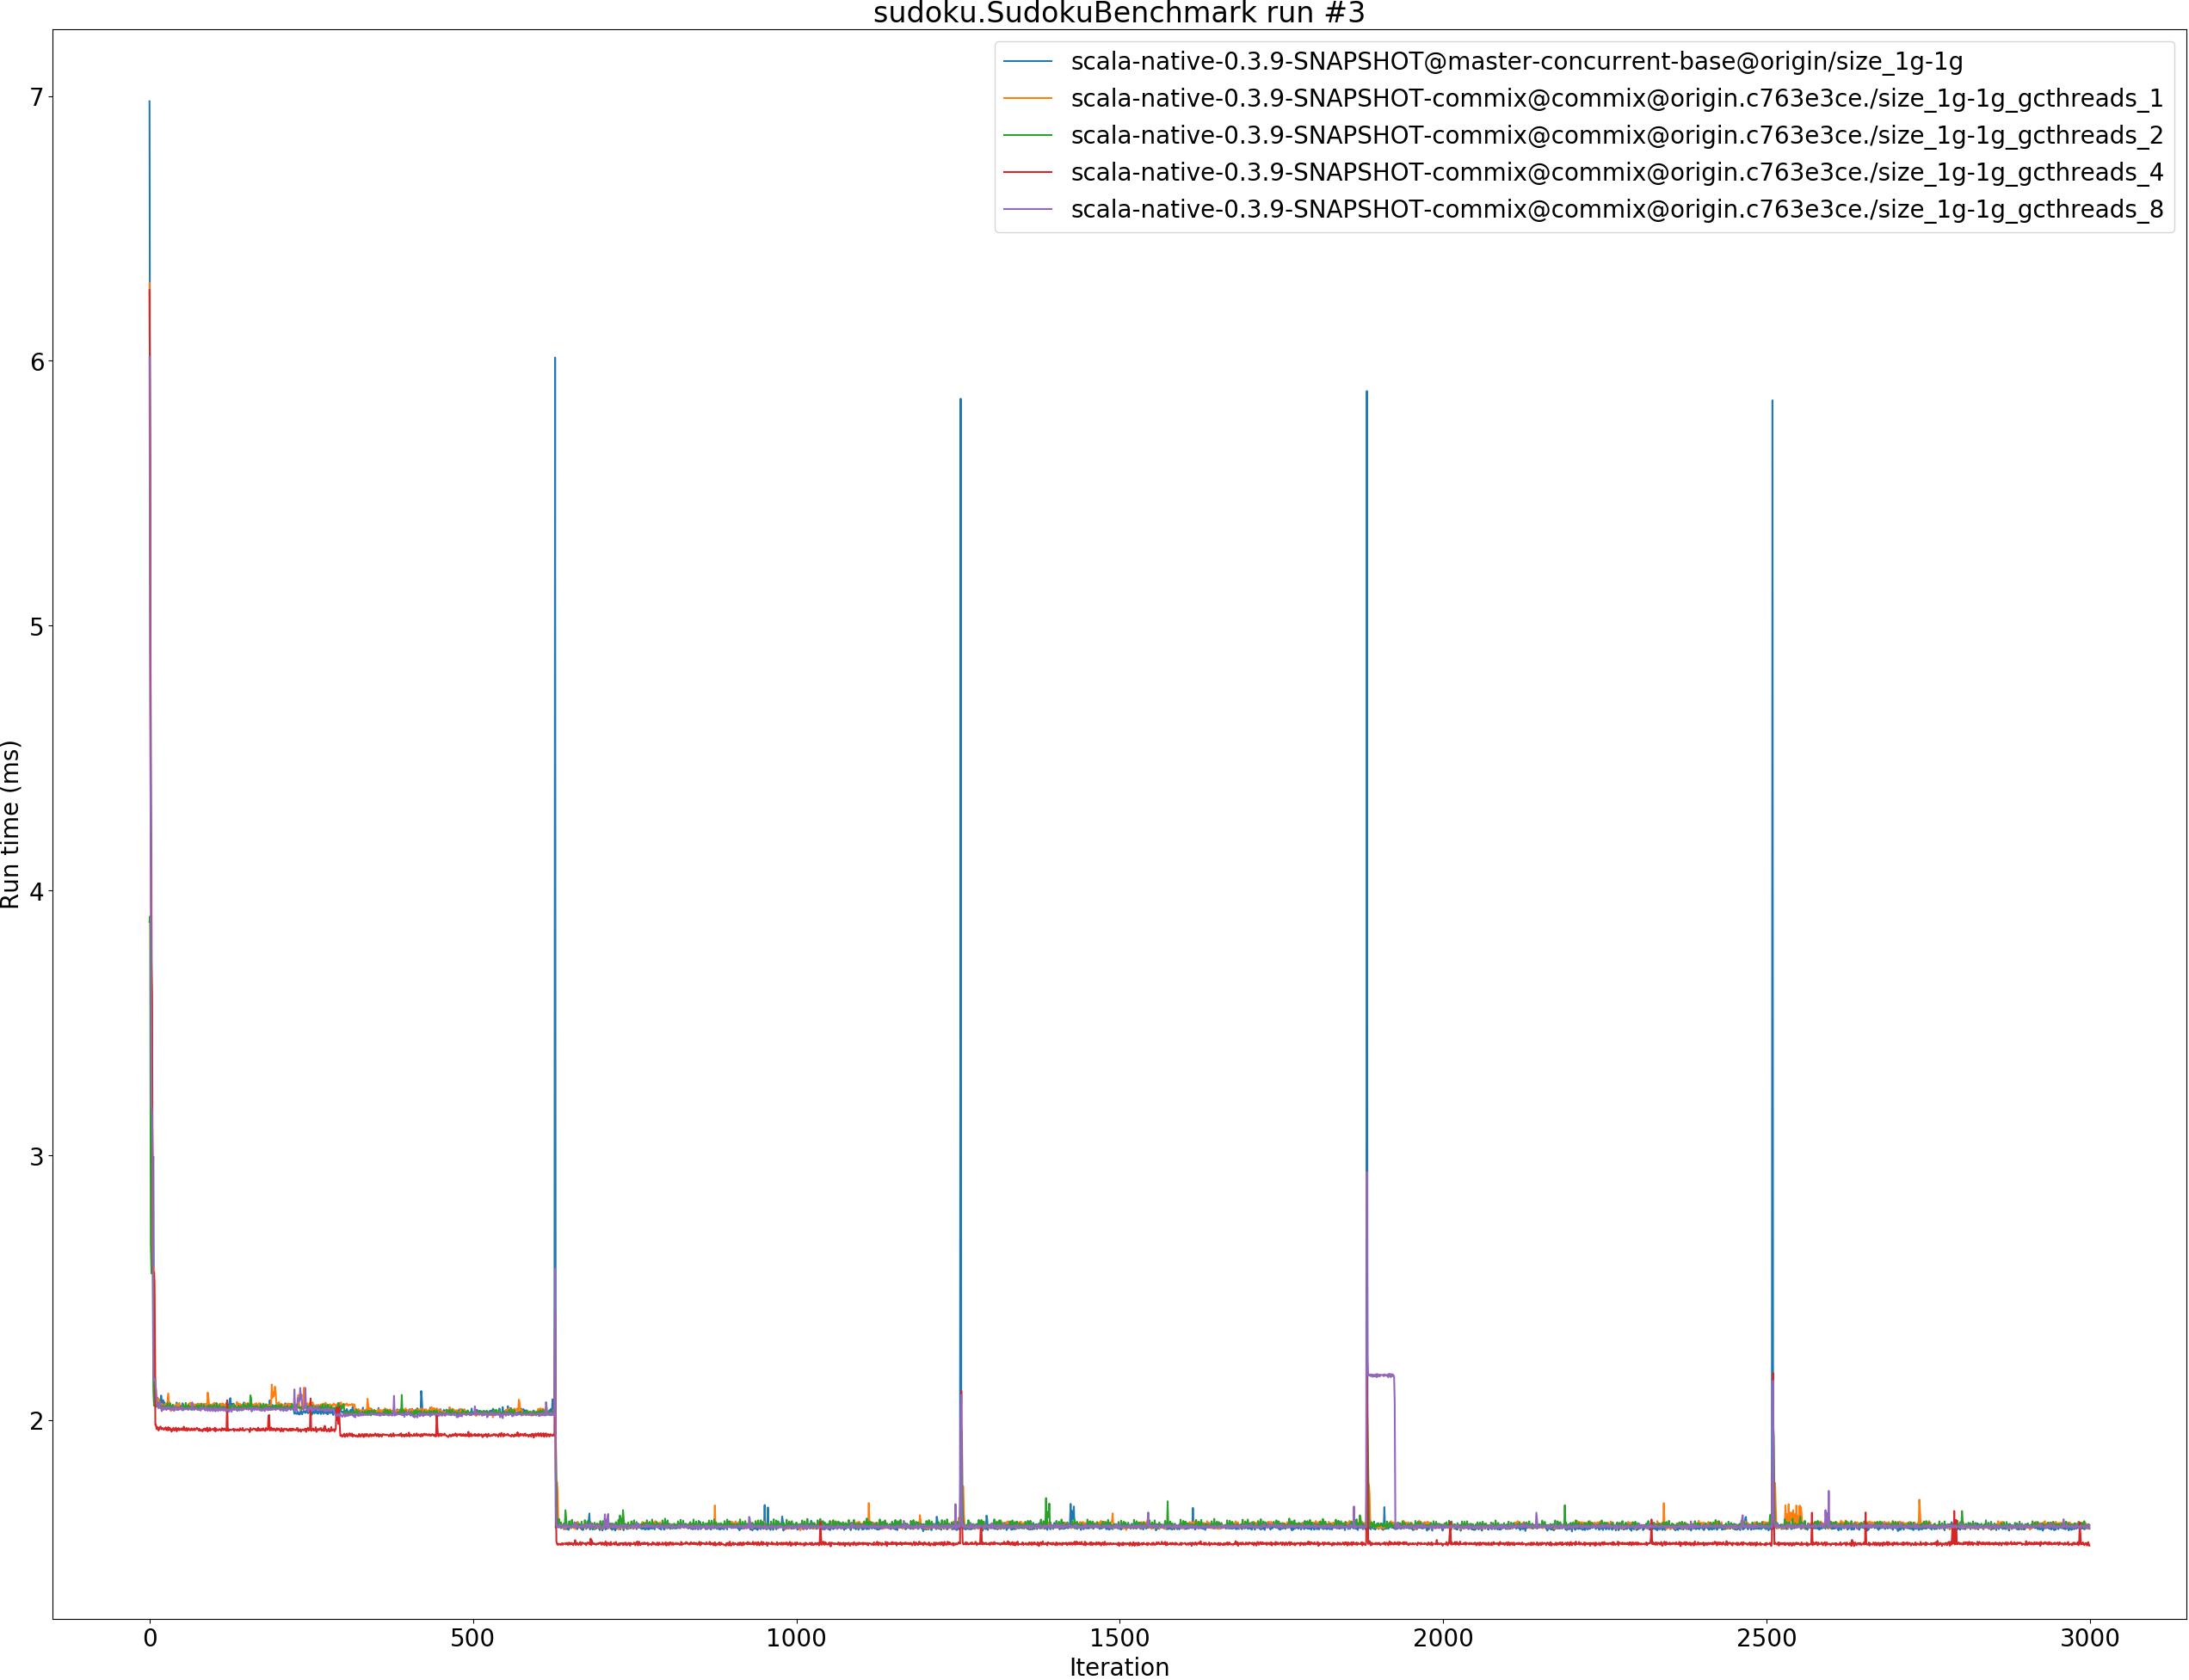 sudoku.SudokuBenchmark run #3
scala-native-0.3.9-SNAPSHOT@master-concurrent-base@origin/size_1g-1g
scala-native-0.3.9-SNAPSHOT-commix@commix@origin.c763e3ce./size_1g-1g_gcthreads_1
scala-native-0.3.9-SNAPSHOT-commix@commix@origin.c763e3ce./size_1g-1g_gcthreads_2
scala-native-0.3.9-SNAPSHOT-commix@commix@origin.c763e3ce./size_1g-1g_gcthreads_4
scala-native-0.3.9-SNAPSHOT-commix@commix@origin.c763e3ce./size_1g-1g_gcthreads_8
7
6
5
4
3
2
Run time (ms)
0 500 1000 1500 2000 2500 3000
Iteration